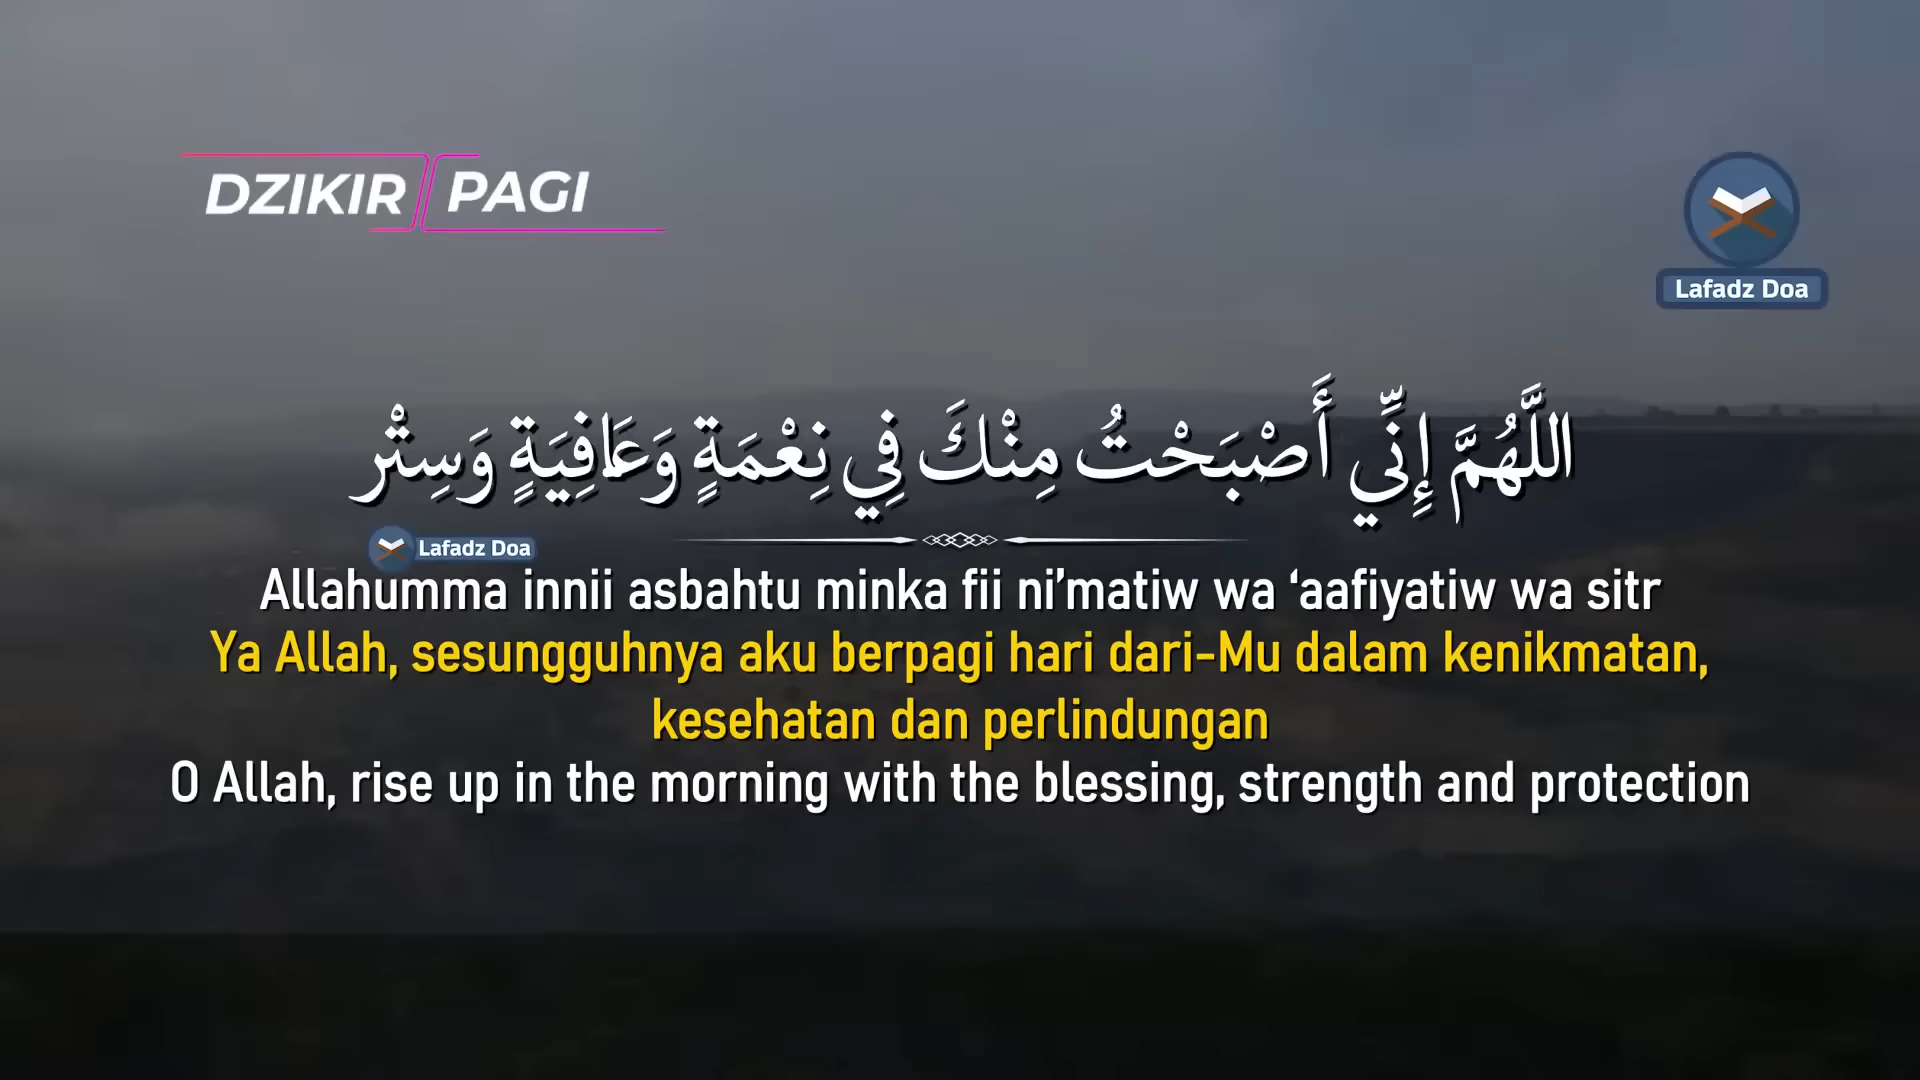 DZIKIR PAGI
Lafadz Doa
اللَّهُمَّ إِنِّي أَصْبَحْتُ مِنْكَ فِي نِعْمَةٍ وَعَافِيَةٍ وَسِتْر
Lafadz Doa
Allahumma innii asbahtu minka fii ni’matiw wa ‘aafiyatiw wa sitr
Ya Allah, sesungguhnya aku berpagi hari dari-Mu dalam kenikmatan,
kesehatan dan perlindungan
O Allah, rise up in the morning with the blessing, strength and protection